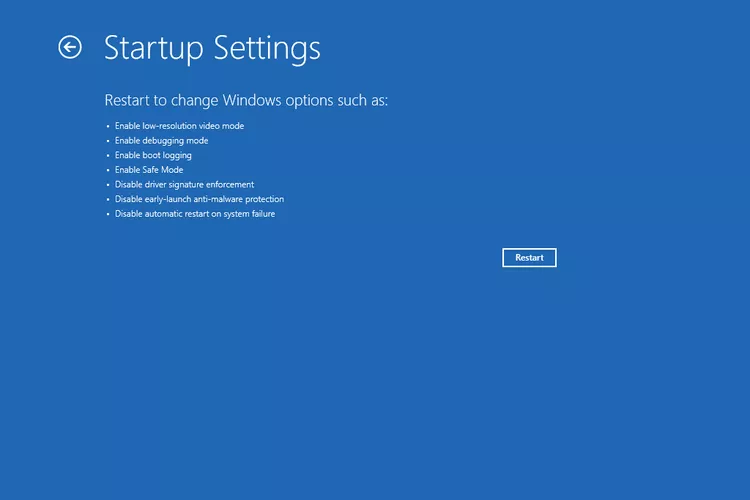 Startup Settings
Restart to change Windows options such as:
• Enable low-resolution video mode
• Enable debugging mode
• Enable boot logging
• Enable Safe Mode
• Disable driver signature enforcement
• Disable early-launch anti-malware protection
• Disable automatic restart on system failure
Restart